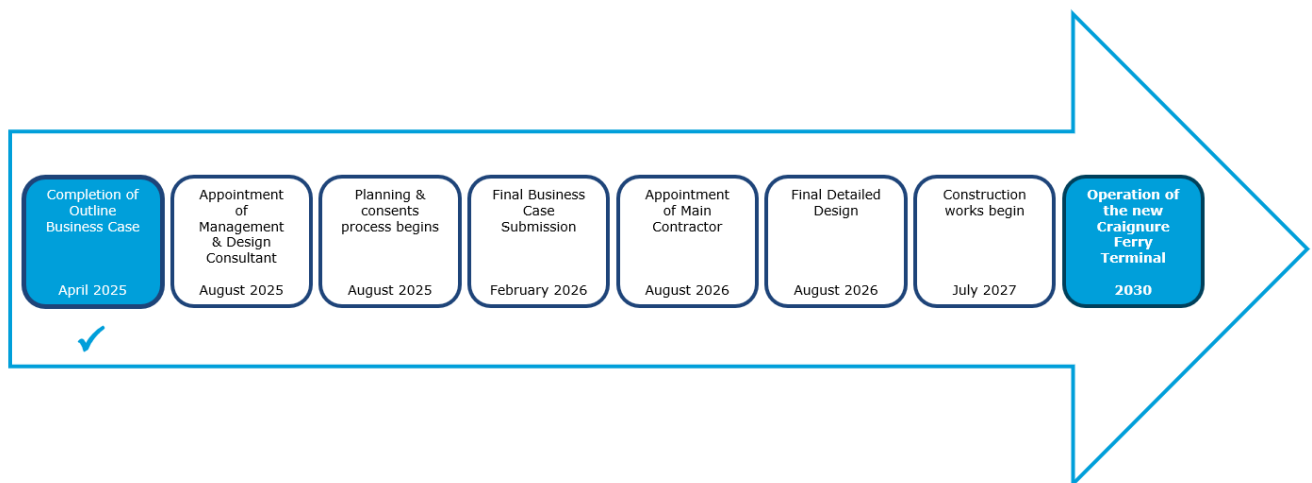 Completion of
Outline
Business Case
April 2025
Appointment
of
Management
& Design
Consultant
August 2025
Planning &
consents
process begins
August 2025
Final Business
Case
Submission
February 2026
Appointment
of Main
Contractor
August 2026
Final Detailed
Design
August 2026
Construction
works begin
July 2027
Operation of
the new
Craignure
Ferry
Terminal
2030